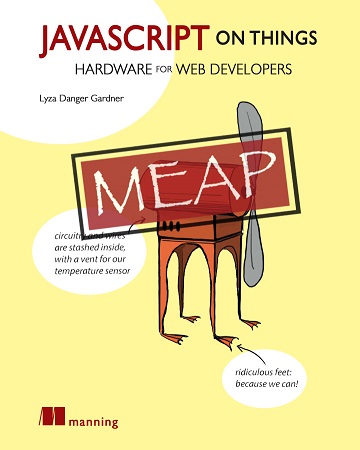 JAVASCRIPT ON THINGS
HARDWARE FOR WEB DEVELOPERS
Lyza Danger Gardner
MEAP
circuitry and wires
are stashed inside,
with a vent for our
temperature sensor
ridiculous feet:
because we can!
manning